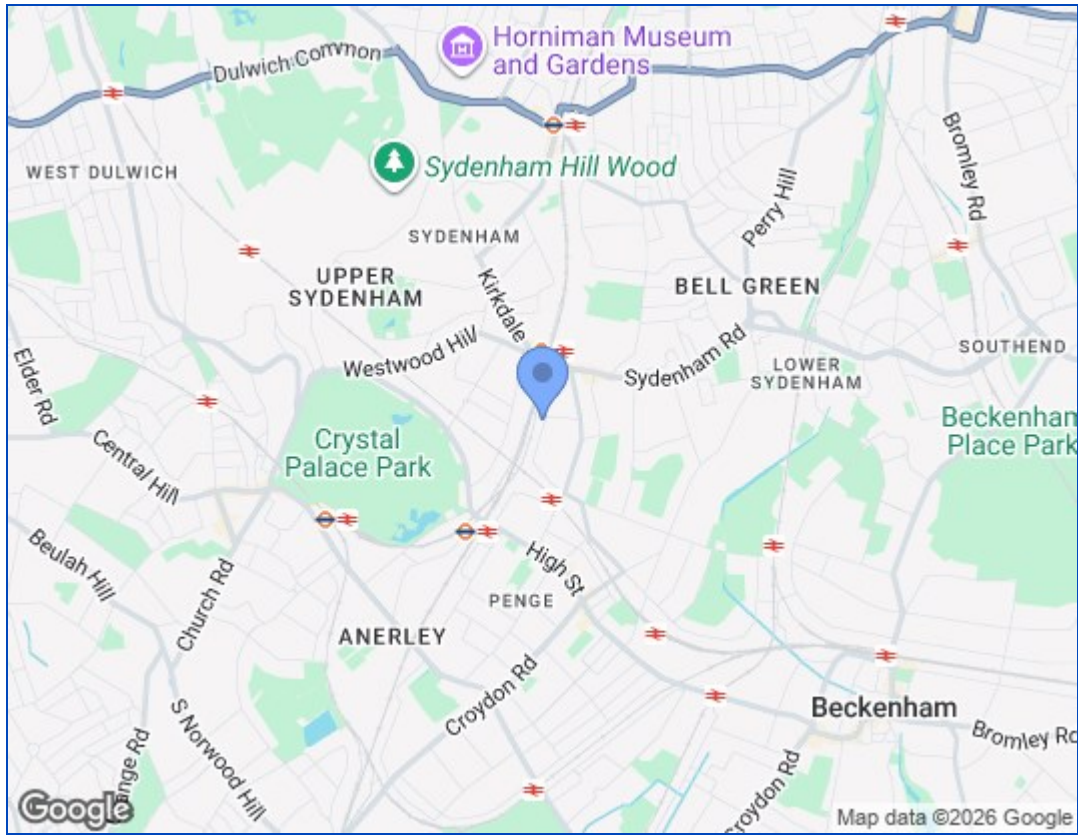 Horniman Museum
and Gardens
Dulwich Common
Bromley Rd
WEST DULWICH
Sydenham Hill Wood
Perry Hill
SYDENHAM
UPPER
SYDENHAM
Kirkdale
BELL GREEN
Elder Rd
Westwood Hill
Sydenham Rd
SOUTHEND
LOWER
SYDENHAM
Beckenham
Place Park
Crystal
Palace Park
Central Hill
Beulah Hill
High St
Church Rd
PENGE
ANERLEY
Croydon Rd
S Norwood Hill
Beckenham
Bromley Rd
Croydon Rd
ange Rd
Google
Map data ©2026 Google